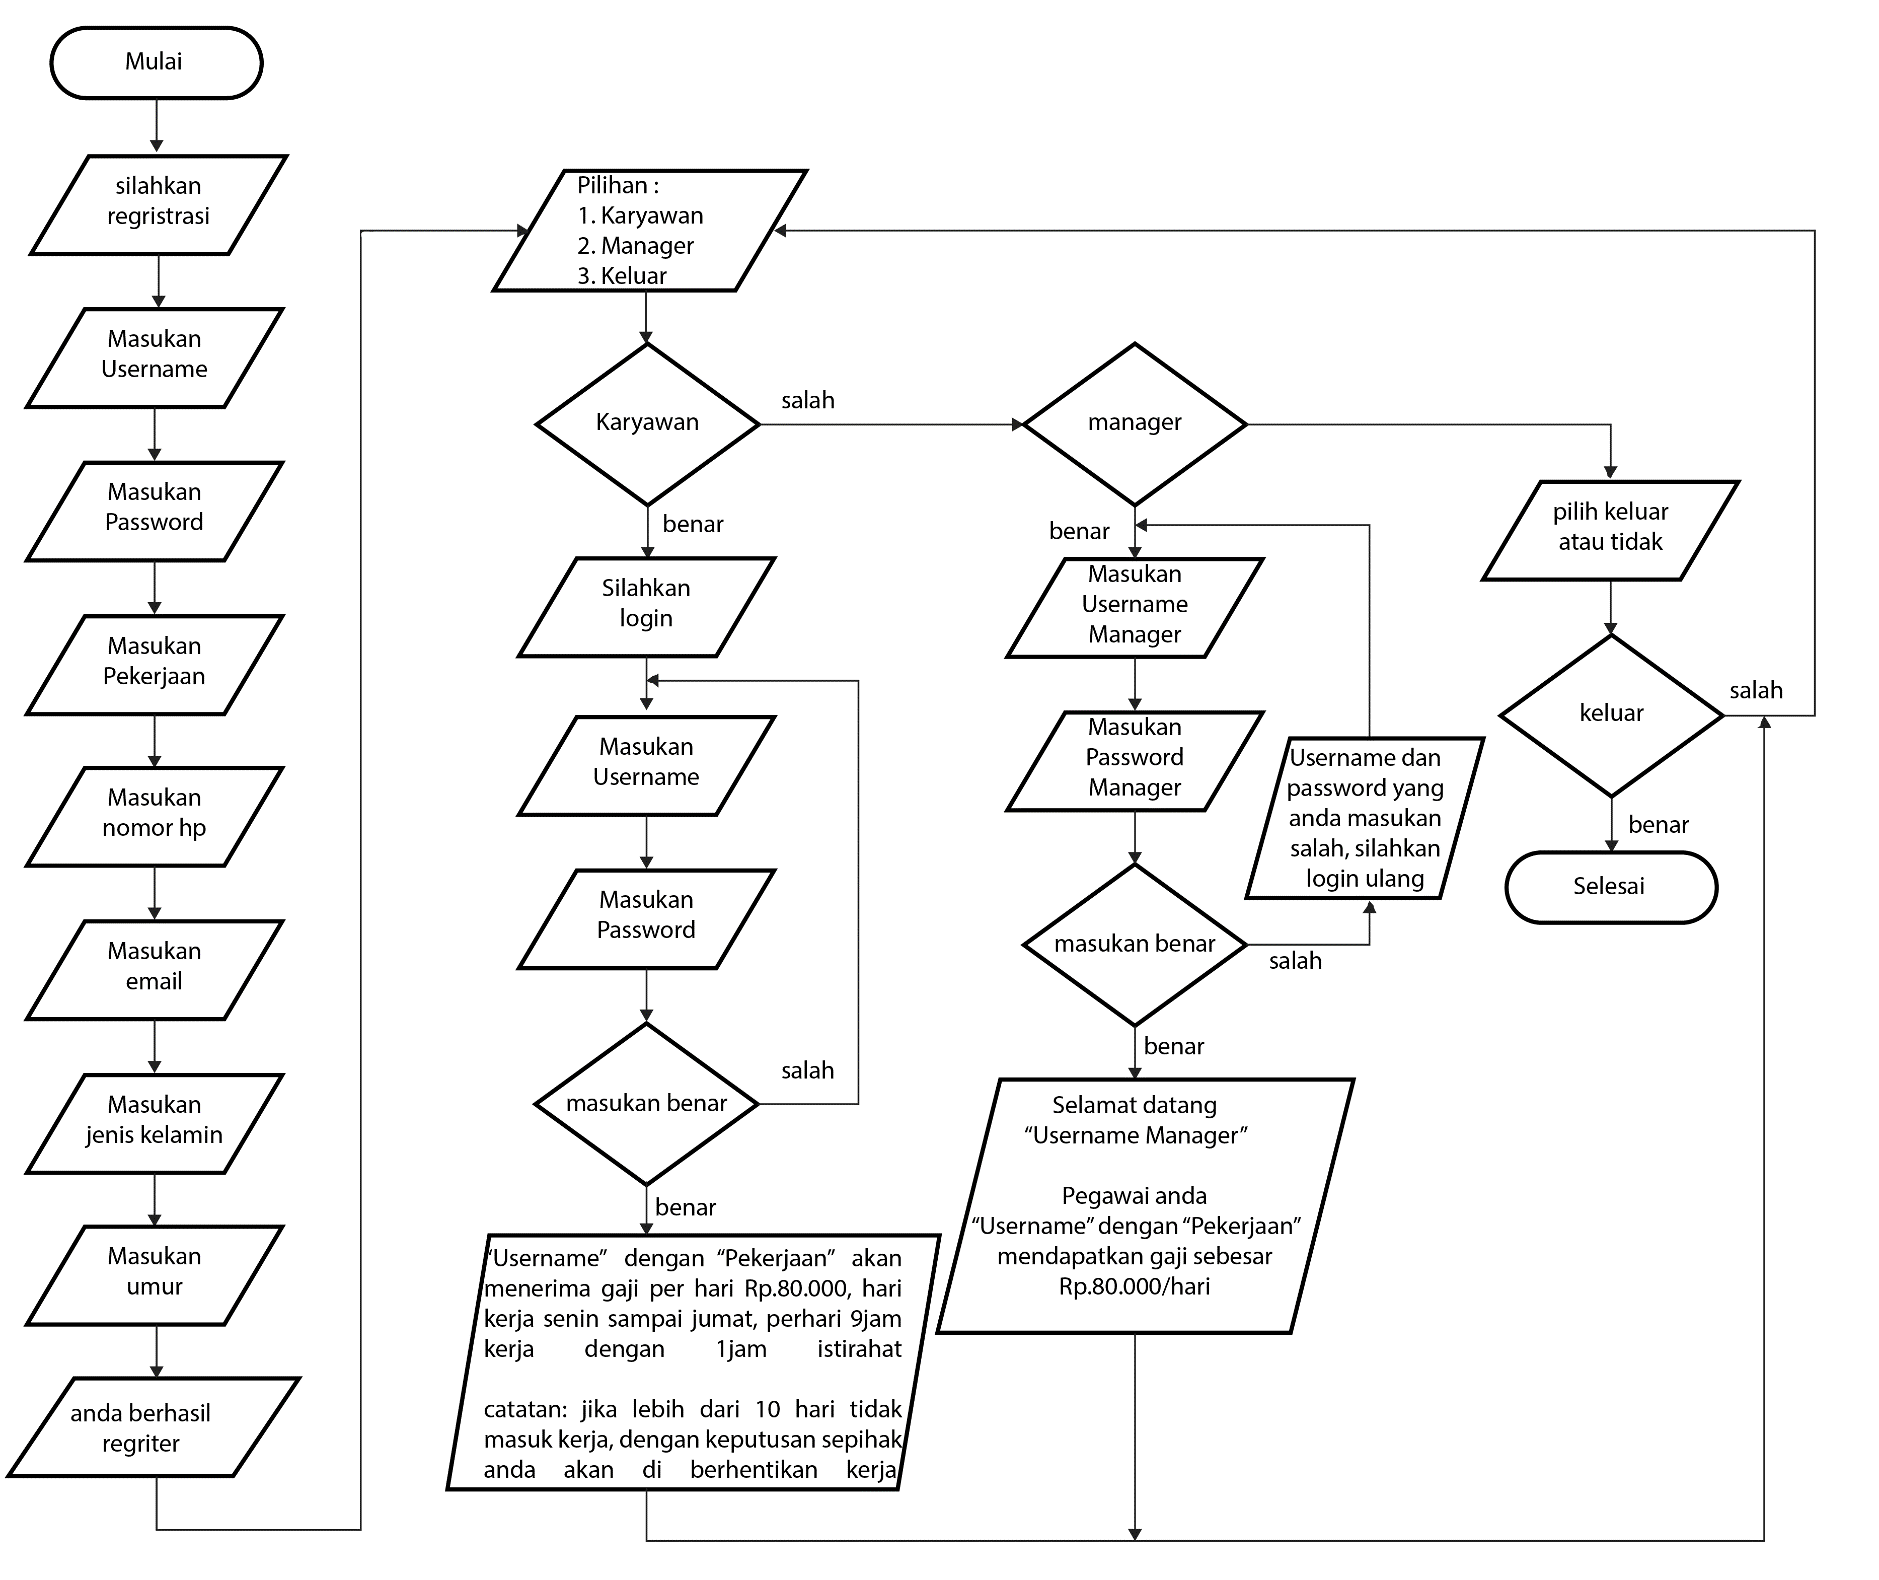 Mulai
silahkan
regristrasi
Masukan
Username
Masukan
Password
Masukan
Pekerjaan
Masukan
nomor hp
Masukan
email
Masukan
jenis kelamin
Masukan
umur
anda berhasil
regriter
Pilihan :
1. Karyawan
2. Manager
3. Keluar
Karyawan
salah
benar
Silahkan
login
Masukan
Username
Masukan
Password
masukan benar
salah
benar
“Username” dengan “Pekerjaan” akan
menerima gaji per hari Rp.80.000, hari
kerja senin sampai jumat, perhari 9jam
kerja dengan 1jam istirahat
catatan: jika lebih dari 10 hari tidak
masuk kerja, dengan keputusan sepihak
anda akan di berhentikan kerja
manager
benar
Masukan
Username
Manager
Masukan
Password
Manager
masukan benar
salah
Username dan
password yang
anda masukan
salah, silahkan
login ulang
benar
Selamat datang
“Username Manager”
Pegawai anda
“Username” dengan “Pekerjaan”
mendapatkan gaji sebesar
Rp.80.000/hari
pilih keluar
atau tidak
keluar
salah
benar
Selesai